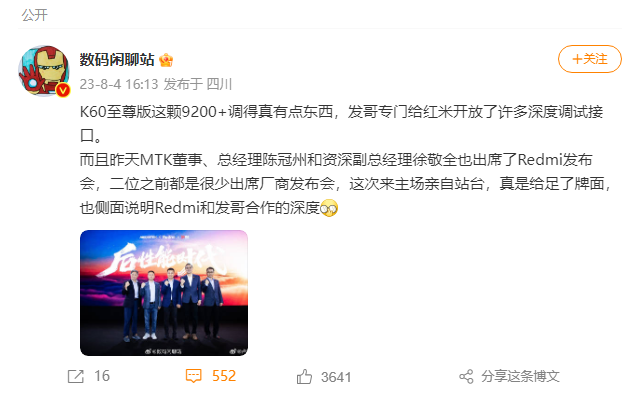 公开
数码闲聊站
+关注
23-8-4 16:13 发布于 四川
K60至尊版这颗9200+调得真有点东西，发哥专门给红米开放了许多深度调试接
口。
而且昨天MTK董事、总经理陈冠州和资深副总经理徐敬全也出席了Redmi发布
会，二位之前都是很少出席厂商发布会，这次来主场亲自站台，真是给足了牌面，
也侧面说明Redmi和发哥合作的深度
后性能时代
@数码闲聊站
16
552
3641
分享这条博文